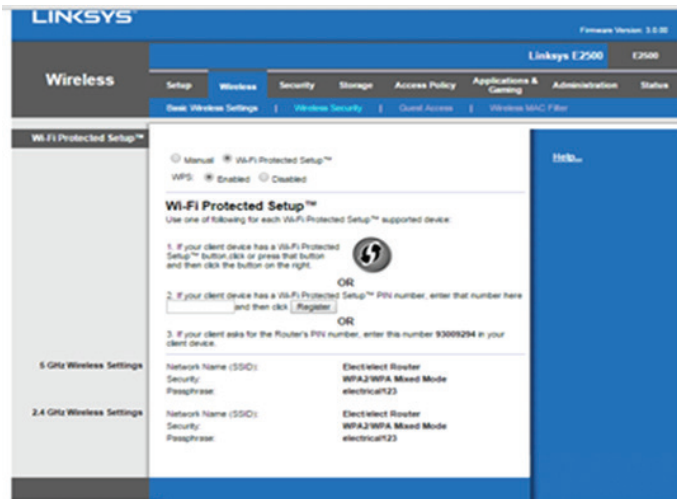 LINKSYS
Firmware Version: 3.0.00
Linksys E2500 E2500
Wireless
Setup Wireless Security Storage Access Policy Applications & Gaming Administration Status
Basic Wireless Settings | Wireless Security | Guest Access | Wireless MAC Filter
Wi-Fi Protected Setup™
Manual Wi-Fi Protected Setup™
WPS: Enabled Disabled
Help...
Wi-Fi Protected Setup™
Use one of following for each Wi-Fi Protected Setup™ supported device:
1. If your client device has a Wi-Fi Protected
Setup™ button,click or press that button
and then click the button on the right.
OR
2. If your client device has a Wi-Fi Protected Setup™ PIN number, enter that number here
and then click Register
OR
3. If your client asks for the Router's PIN number, enter this number 93009294 in your
client device.
5 GHz Wireless Settings
Network Name (SSID): Elect/elect Router
Security: WPA2/WPA Mixed Mode
Passphrase: electrical123
2.4 GHz Wireless Settings
Network Name (SSID): Elect/elect Router
Security: WPA2/WPA Mixed Mode
Passphrase: electrical123